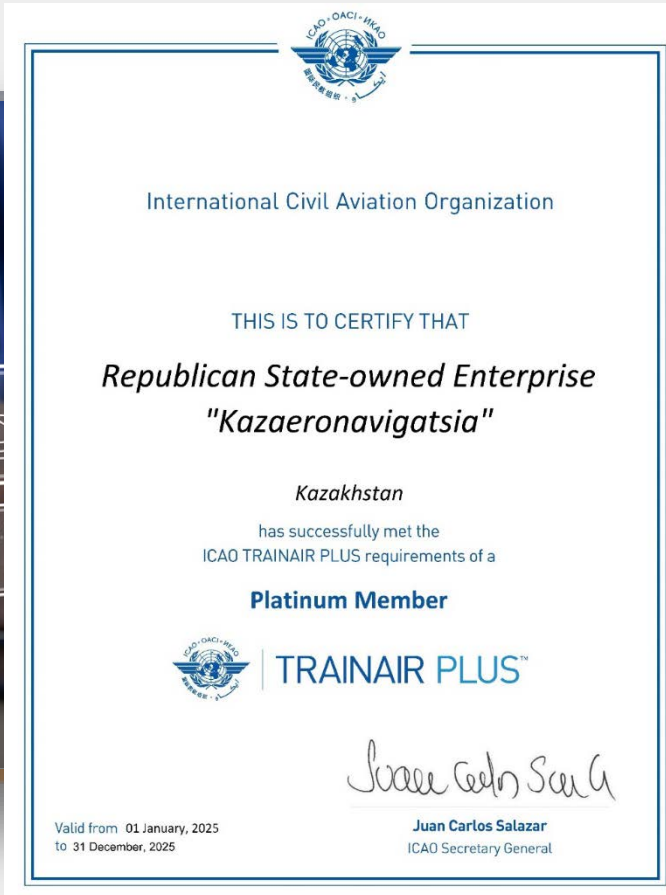 ICAO · OACI · ИКАО
International Civil Aviation Organization
THIS IS TO CERTIFY THAT
Republican State-owned Enterprise
"Kazaeronavigatsia"
Kazakhstan
has successfully met the
ICAO TRAINAIR PLUS requirements of a
Platinum Member
ICAO · OACI · ИКАО
TRAINAIR PLUS™
Valid from 01 January, 2025
to 31 December, 2025
Juan Carlos Salazar
ICAO Secretary General